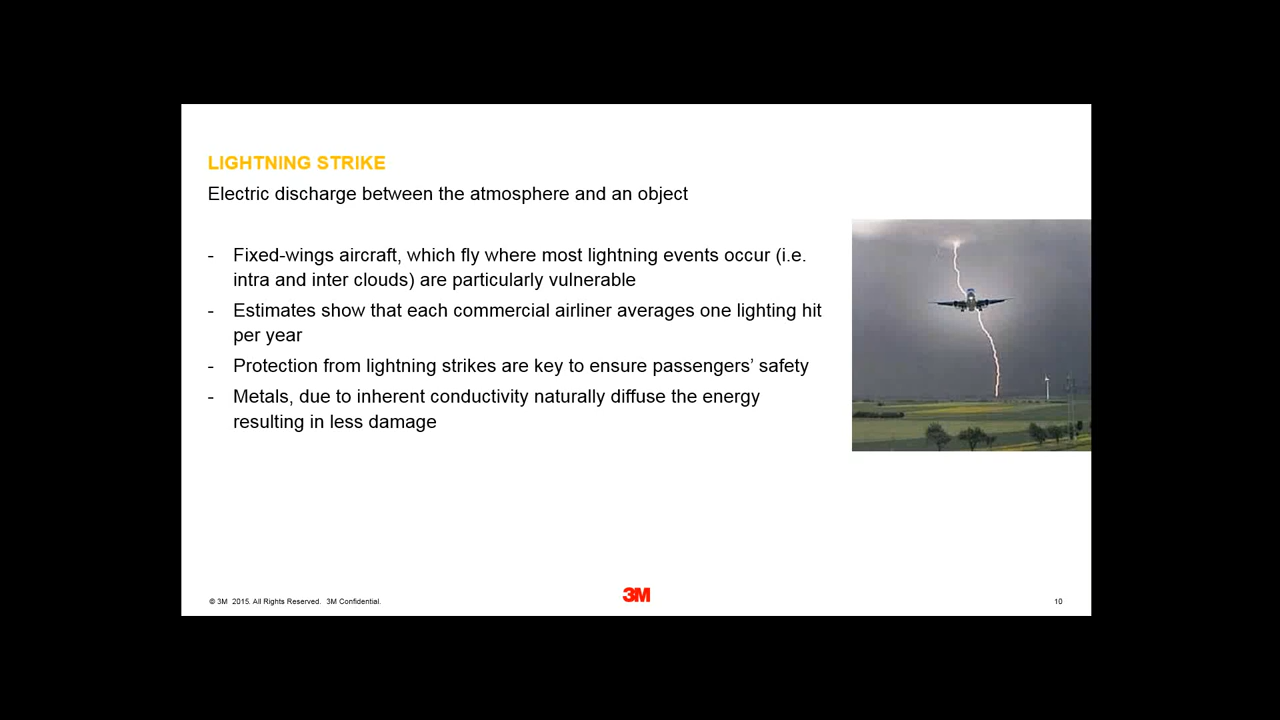 LIGHTNING STRIKE
Electric discharge between the atmosphere and an object
- Fixed-wings aircraft, which fly where most lightning events occur (i.e.
intra and inter clouds) are particularly vulnerable
- Estimates show that each commercial airliner averages one lighting hit
per year
- Protection from lightning strikes are key to ensure passengers’ safety
- Metals, due to inherent conductivity naturally diffuse the energy
resulting in less damage
© 3M 2015. All Rights Reserved. 3M Confidential.
3M
10